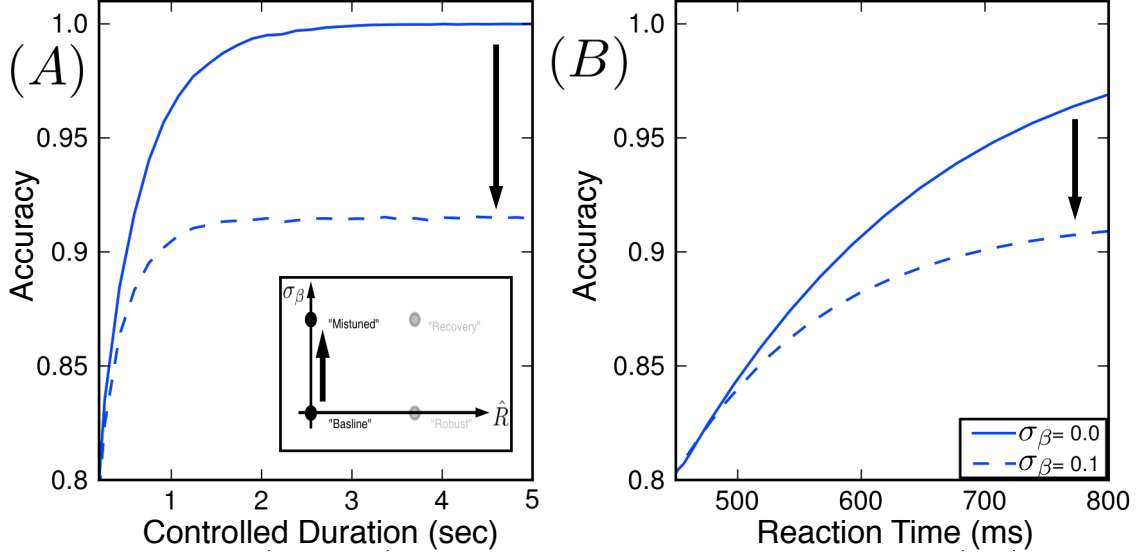 (A)
Accuracy
1.0
0.95
0.9
0.85
0.8
1
2
3
4
5
Controlled Duration (sec)
σβ
"Mistuned"
"Recovery"
"Basline"
"Robust"
R̂
(B)
Accuracy
1.0
0.95
0.9
0.85
0.8
500
600
700
800
Reaction Time (ms)
σβ= 0.0
σβ= 0.1